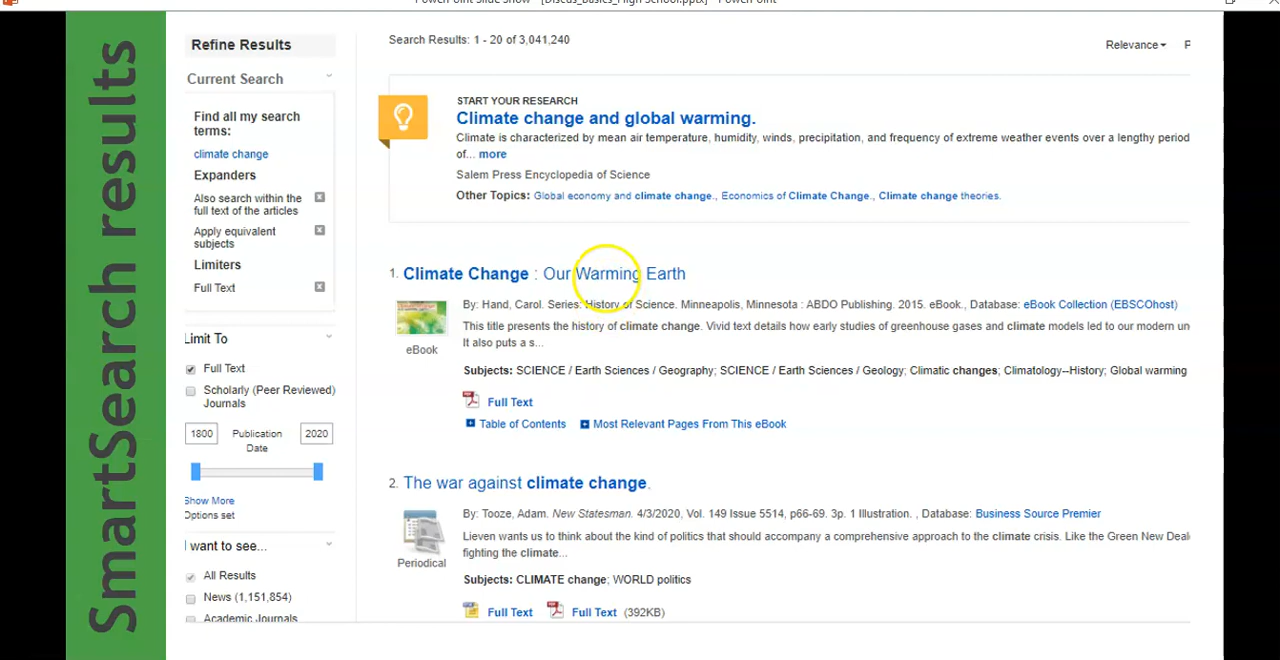 PowerPoint Slide Show - [Discus_Basics_High School.pptx] - PowerPoint
SmartSearch results
Refine Results
Current Search
Find all my search
terms:
climate change
Expanders
Also search within the
full text of the articles
Apply equivalent
subjects
Limiters
Full Text
Limit To
Full Text
Scholarly (Peer Reviewed)
Journals
1800 Publication 2020
Date
Show More
Options set
I want to see...
All Results
News (1,151,854)
Academic Journals
Search Results: 1 - 20 of 3,041,240
Relevance
P
START YOUR RESEARCH
Climate change and global warming.
Climate is characterized by mean air temperature, humidity, winds, precipitation, and frequency of extreme weather events over a lengthy period
of... more
Salem Press Encyclopedia of Science
Other Topics: Global economy and climate change., Economics of Climate Change., Climate change theories.
1. Climate Change : Our Warming Earth
By: Hand, Carol. Series: History of Science. Minneapolis, Minnesota : ABDO Publishing. 2015. eBook., Database: eBook Collection (EBSCOhost)
This title presents the history of climate change. Vivid text details how early studies of greenhouse gases and climate models led to our modern un
It also puts a s...
eBook
Subjects: SCIENCE / Earth Sciences / Geography; SCIENCE / Earth Sciences / Geology; Climatic changes; Climatology--History; Global warming
PDF Full Text
Table of Contents Most Relevant Pages From This eBook
2. The war against climate change.
By: Tooze, Adam. New Statesman. 4/3/2020, Vol. 149 Issue 5514, p66-69. 3p. 1 Illustration. , Database: Business Source Premier
Lieven wants us to think about the kind of politics that should accompany a comprehensive approach to the climate crisis. Like the Green New Deal
fighting the climate...
Periodical
Subjects: CLIMATE change; WORLD politics
Full Text PDF Full Text (392KB)